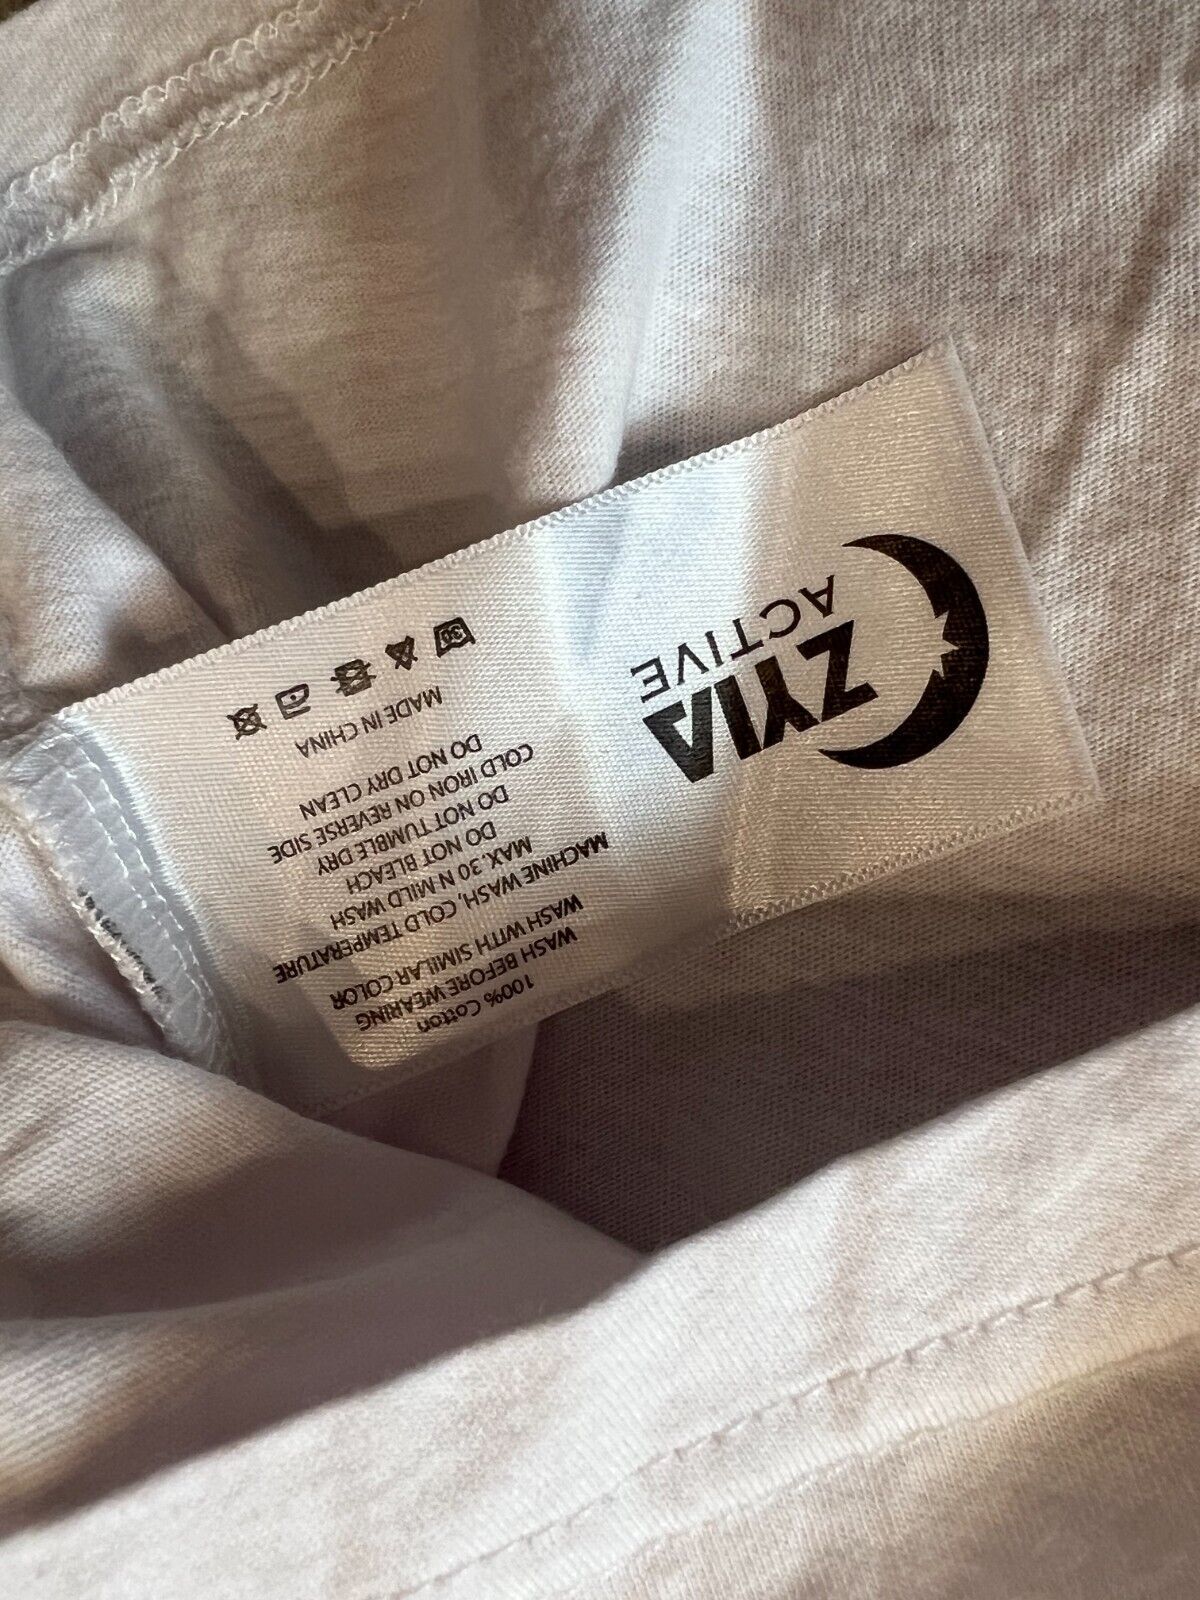 ZYIA
ACTIVE
100% Cotton
WASH BEFORE WEARING
WASH WITH SIMILAR COLOR
MACHINE WASH, COLD TEMPERATURE
MAX. 30 N MILD WASH
DO NOT BLEACH
DO NOT TUMBLE DRY
COLD IRON ON REVERSE SIDE
DO NOT DRY CLEAN
MADE IN CHINA
30